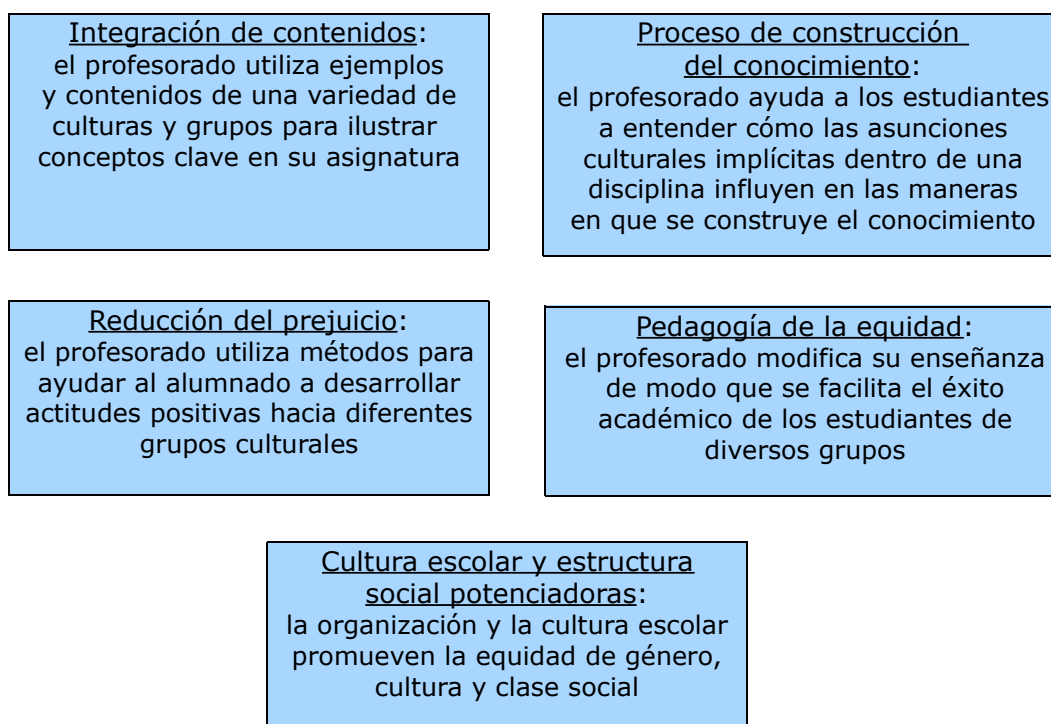 Integración de contenidos:
el profesorado utiliza ejemplos
y contenidos de una variedad de
culturas y grupos para ilustrar
conceptos clave en su asignatura
Proceso de construcción
del conocimiento:
el profesorado ayuda a los estudiantes
a entender cómo las asunciones
culturales implícitas dentro de una
disciplina influyen en las maneras
en que se construye el conocimiento
Reducción del prejuicio:
el profesorado utiliza métodos para
ayudar al alumnado a desarrollar
actitudes positivas hacia diferentes
grupos culturales
Pedagogía de la equidad:
el profesorado modifica su enseñanza
de modo que se facilita el éxito
académico de los estudiantes de
diversos grupos
Cultura escolar y estructura
social potenciadoras:
la organización y la cultura escolar
promueven la equidad de género,
cultura y clase social